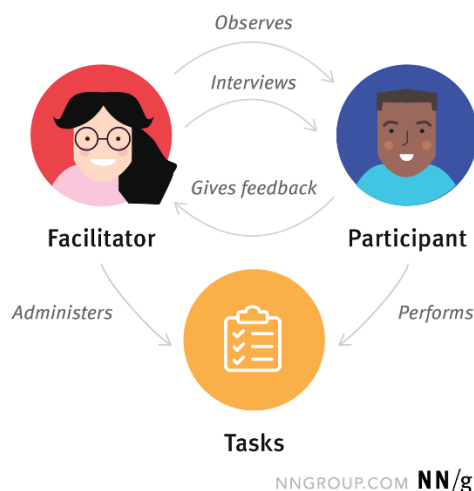 Observes
Interviews
Gives feedback
Facilitator
Participant
Administers
Performs
Tasks
NNGROUP.COM NN/g